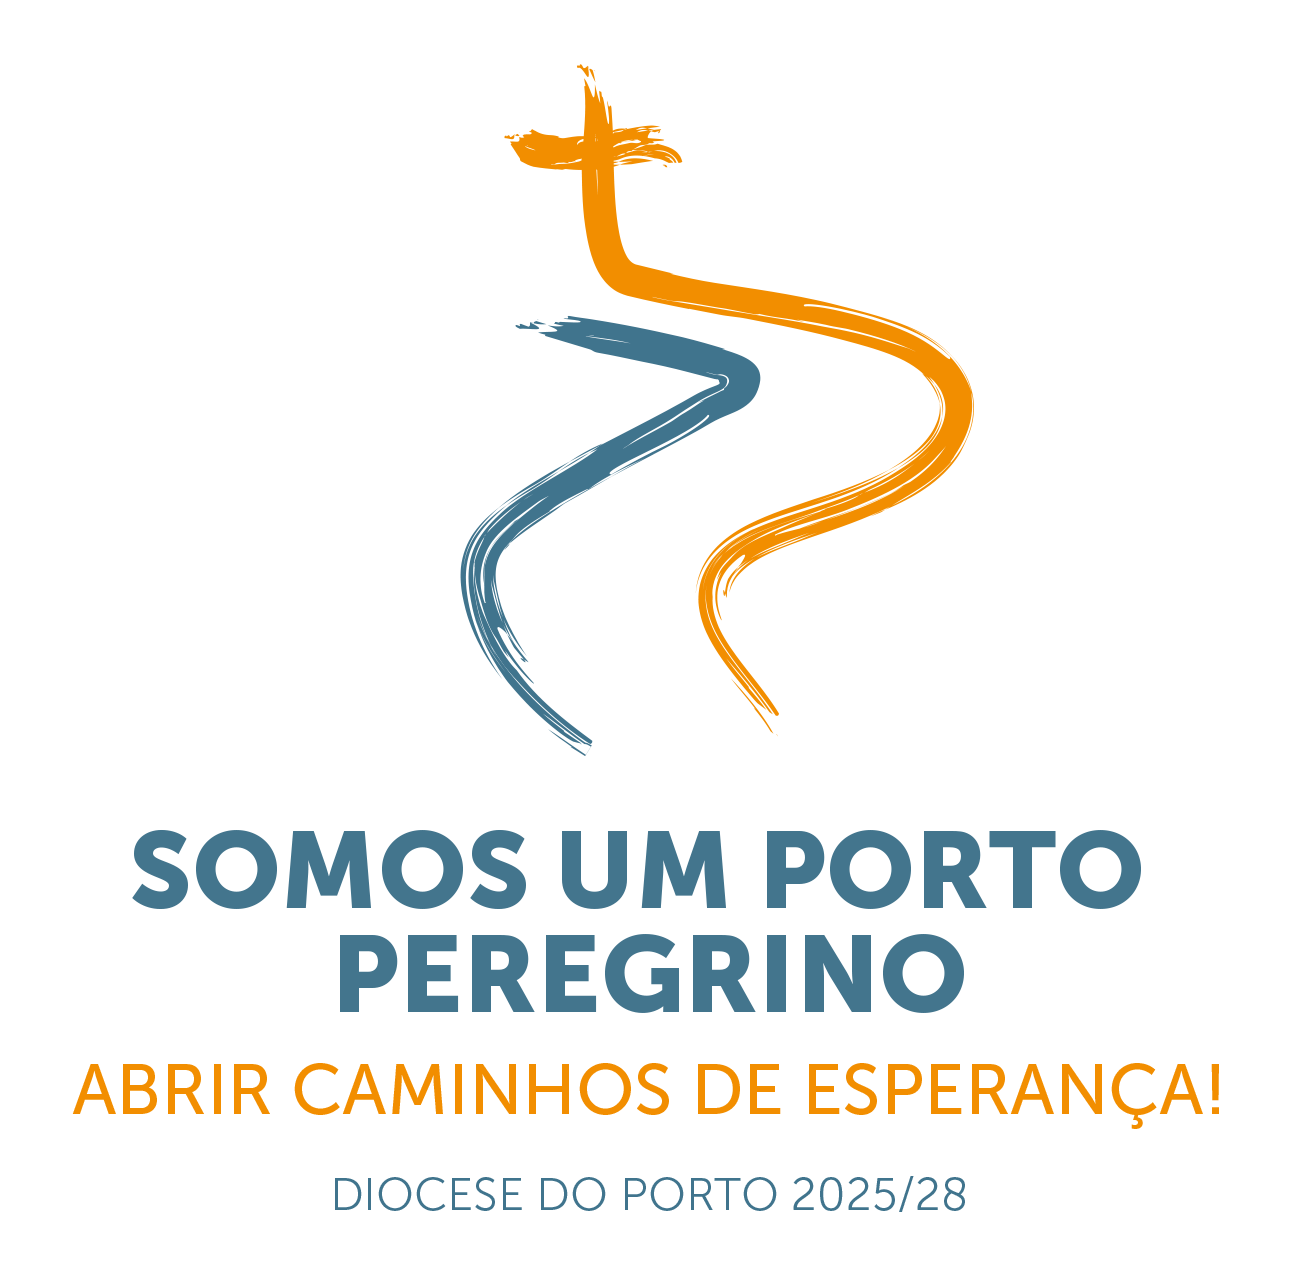 SOMOS UM PORTO
PEREGRINO
ABRIR CAMINHOS DE ESPERANÇA!
DIOCESE DO PORTO 2025/28